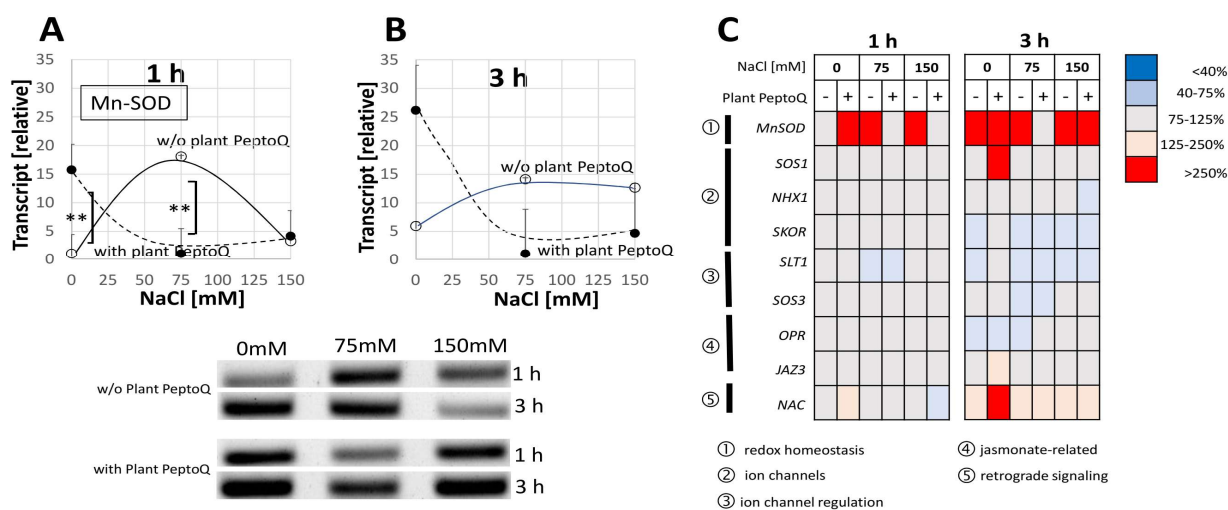 A
1 h
Transcript [relative]
35
30
25
20
15
10
5
0
Mn-SOD
w/o plant PeptoQ
**
**
with plant PeptoQ
0 25 50 75 100 125 150
NaCl [mM]
B
3 h
Transcript [relative]
35
30
25
20
15
10
5
0
w/o plant PeptoQ
with plant PeptoQ
0 25 50 75 100 125 150
NaCl [mM]
0mM 75mM 150mM
w/o Plant PeptoQ
1 h
3 h
with Plant PeptoQ
1 h
3 h
C
1 h 3 h
NaCl [mM] 0 75 150 0 75 150
Plant PeptoQ - + - + - + - + - + - +
① MnSOD
SOS1
② NHX1
SKOR
③ SLT1
SOS3
④ OPR
JAZ3
⑤ NAC
<40%
40-75%
75-125%
125-250%
>250%
① redox homeostasis
② ion channels
③ ion channel regulation
④ jasmonate-related
⑤ retrograde signaling